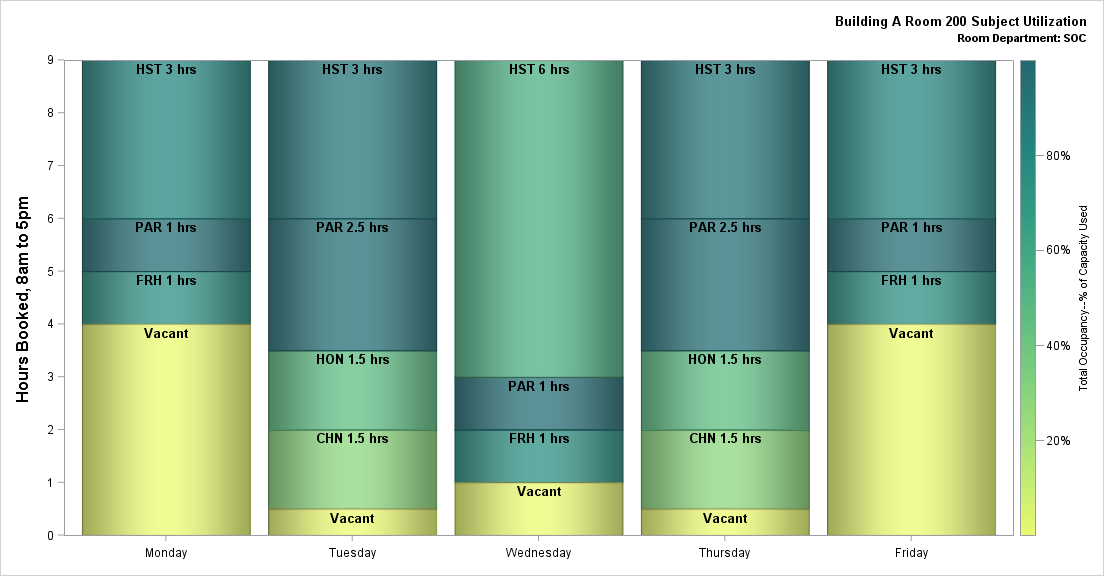 Building A Room 200 Subject Utilization
Room Department: SOC
Hours Booked, 8am to 5pm
9
8
7
6
5
4
3
2
1
0
HST 3 hrs
PAR 1 hrs
FRH 1 hrs
Vacant
Monday
HST 3 hrs
PAR 2.5 hrs
HON 1.5 hrs
CHN 1.5 hrs
Vacant
Tuesday
HST 6 hrs
PAR 1 hrs
FRH 1 hrs
Vacant
Wednesday
HST 3 hrs
PAR 2.5 hrs
HON 1.5 hrs
CHN 1.5 hrs
Vacant
Thursday
HST 3 hrs
PAR 1 hrs
FRH 1 hrs
Vacant
Friday
80%
60%
40%
20%
Total Occupancy--% of Capacity Used